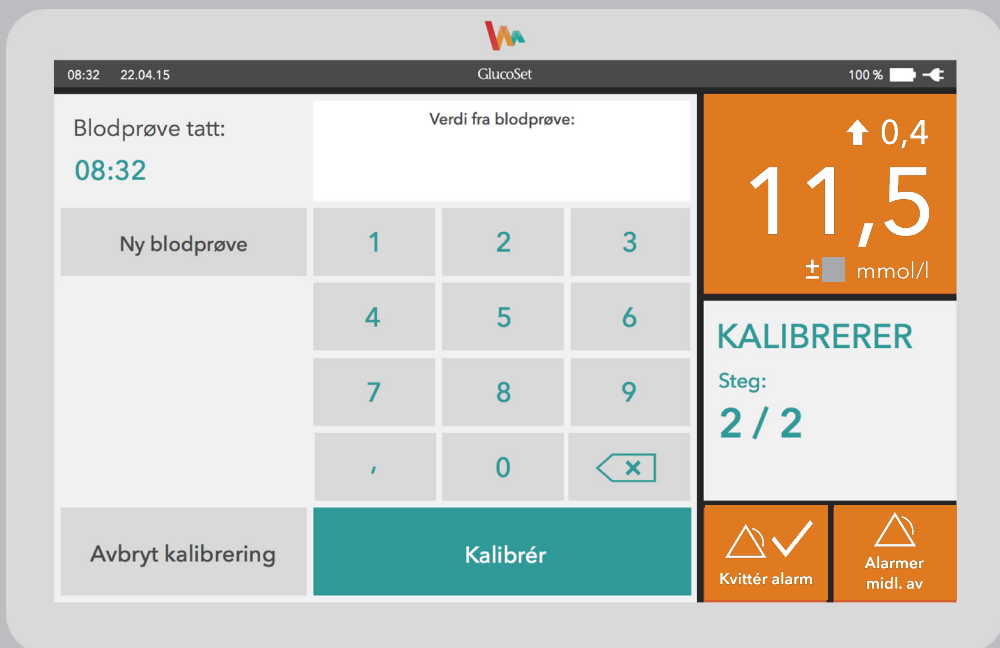 08:32 22.04.15 GlucoSet 100 %
Blodprøve tatt:
08:32
Ny blodprøve
Avbryt kalibrering
Verdi fra blodprøve:
1 2 3
4 5 6
7 8 9
, 0
Kalibrér
0,4
11,5
± mmol/l
KALIBRERER
Steg:
2 / 2
Kvittér alarm
Alarmer
midl. av